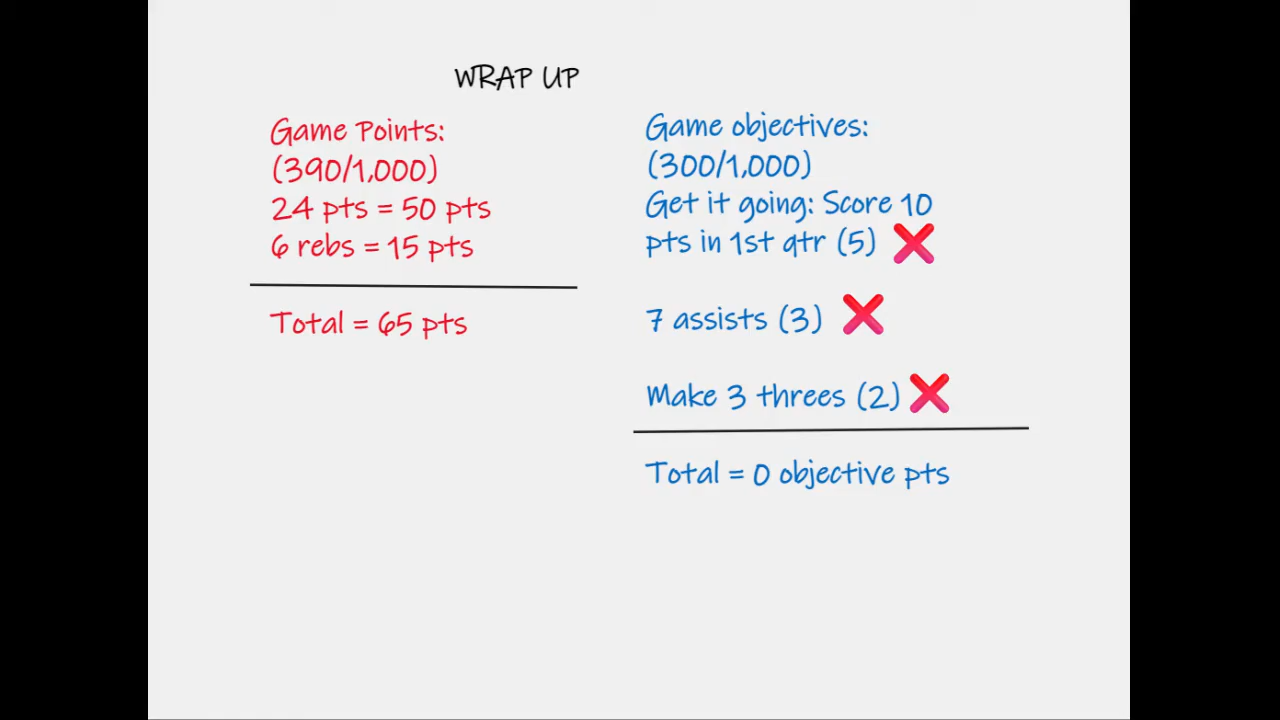 WRAP UP
Game Points:
(390/1,000)
24 pts = 50 pts
6 rebs = 15 pts
Total = 65 pts
Game objectives:
(300/1,000)
Get it going: Score 10
pts in 1st qtr (5)
7 assists (3)
Make 3 threes (2)
Total = 0 objective pts